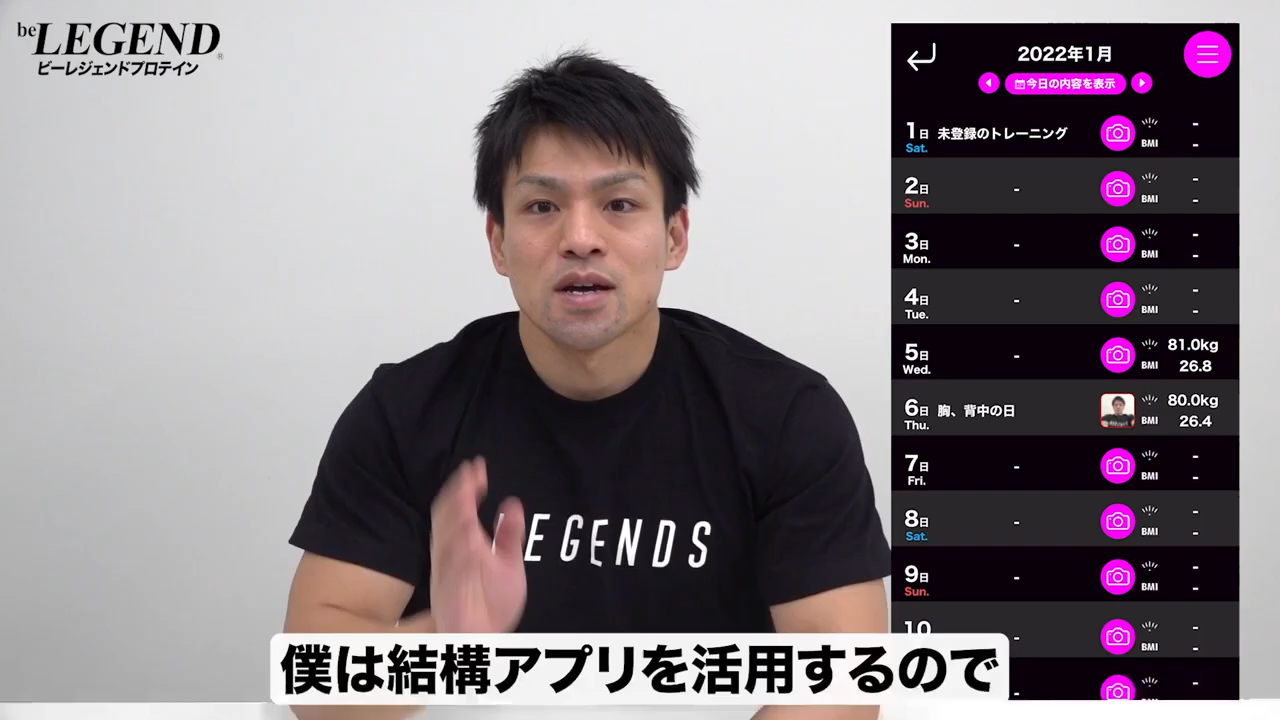 be LEGEND®
ビーレジェンドプロテイン
LEGENDS
2022年1月
今日の内容を表示
1日 未登録のトレーニング BMI - -
Sat.
2日 - BMI - -
Sun.
3日 - BMI - -
Mon.
4日 - BMI - -
Tue.
5日 - BMI 81.0kg 26.8
Wed.
6日 胸、背中の日 BMI 80.0kg 26.4
Thu.
7日 - BMI - -
Fri.
8日 - BMI - -
Sat.
9日 - BMI - -
Sun.
10 - BMI - -
僕は結構アプリを活用するので